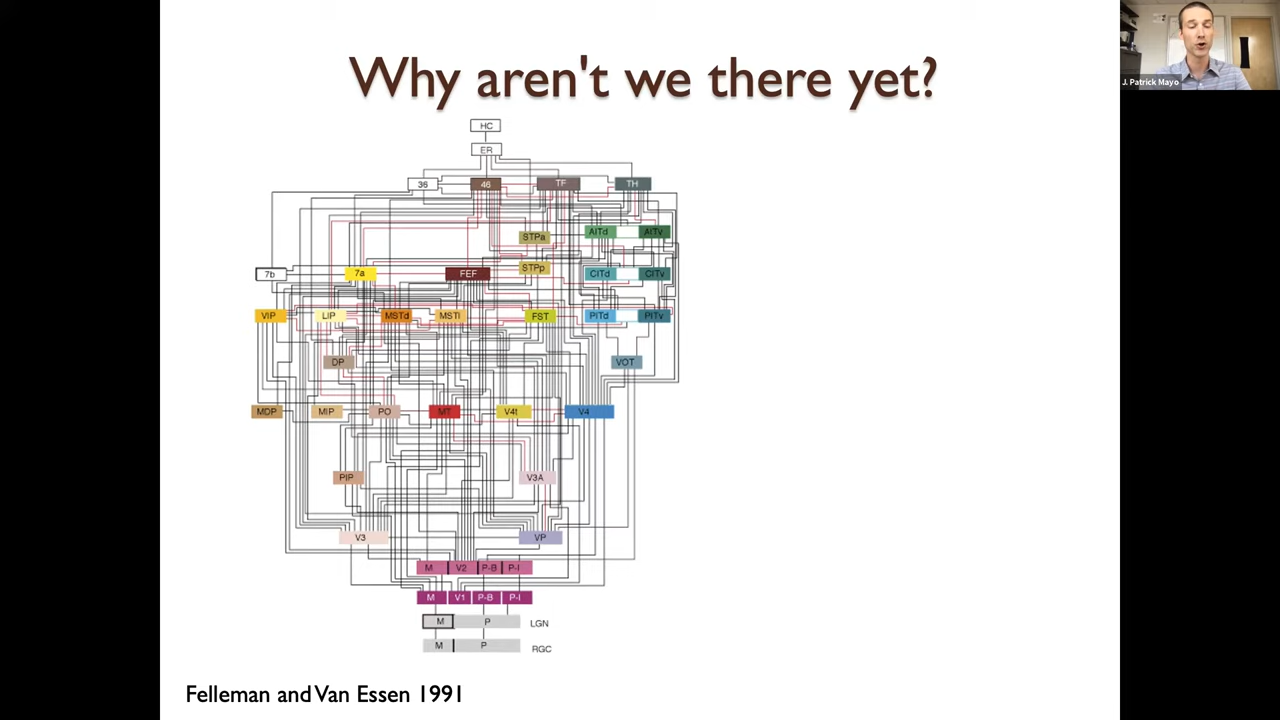 Why aren't we there yet?
J. Patrick Mayo
HC
ER
36 46 TF TH
STPa AITd AITv
7b 7a FEF STPp CITd CITv
VIP LIP MSTd MSTl FST PITd PITv
DP VOT
MDP MIP PO MT V4t V4
PIP V3A
V3 VP
M V2 P-B P-I
M V1 P-B P-I
M P LGN
M P RGC
Felleman and Van Essen 1991